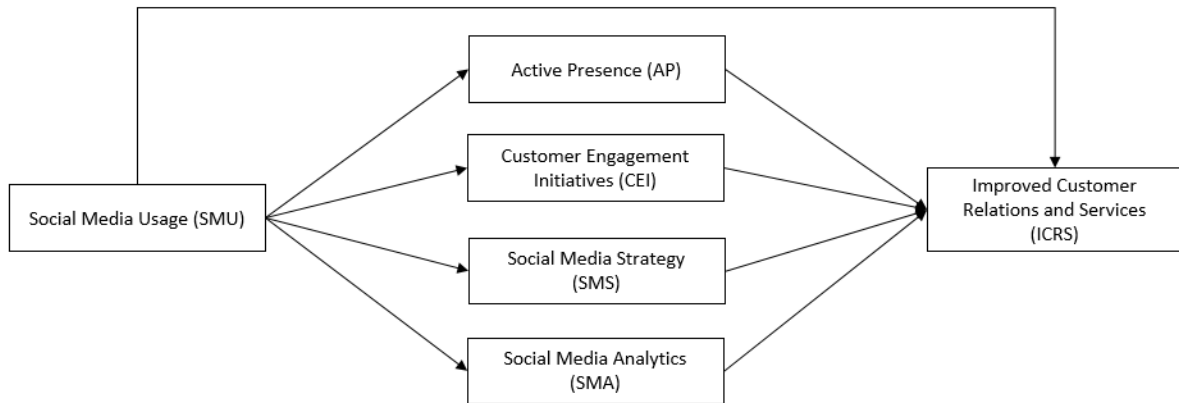 Active Presence (AP)
Customer Engagement
Initiatives (CEI)
Social Media Usage (SMU)
Improved Customer
Relations and Services
(ICRS)
Social Media Strategy
(SMS)
Social Media Analytics
(SMA)